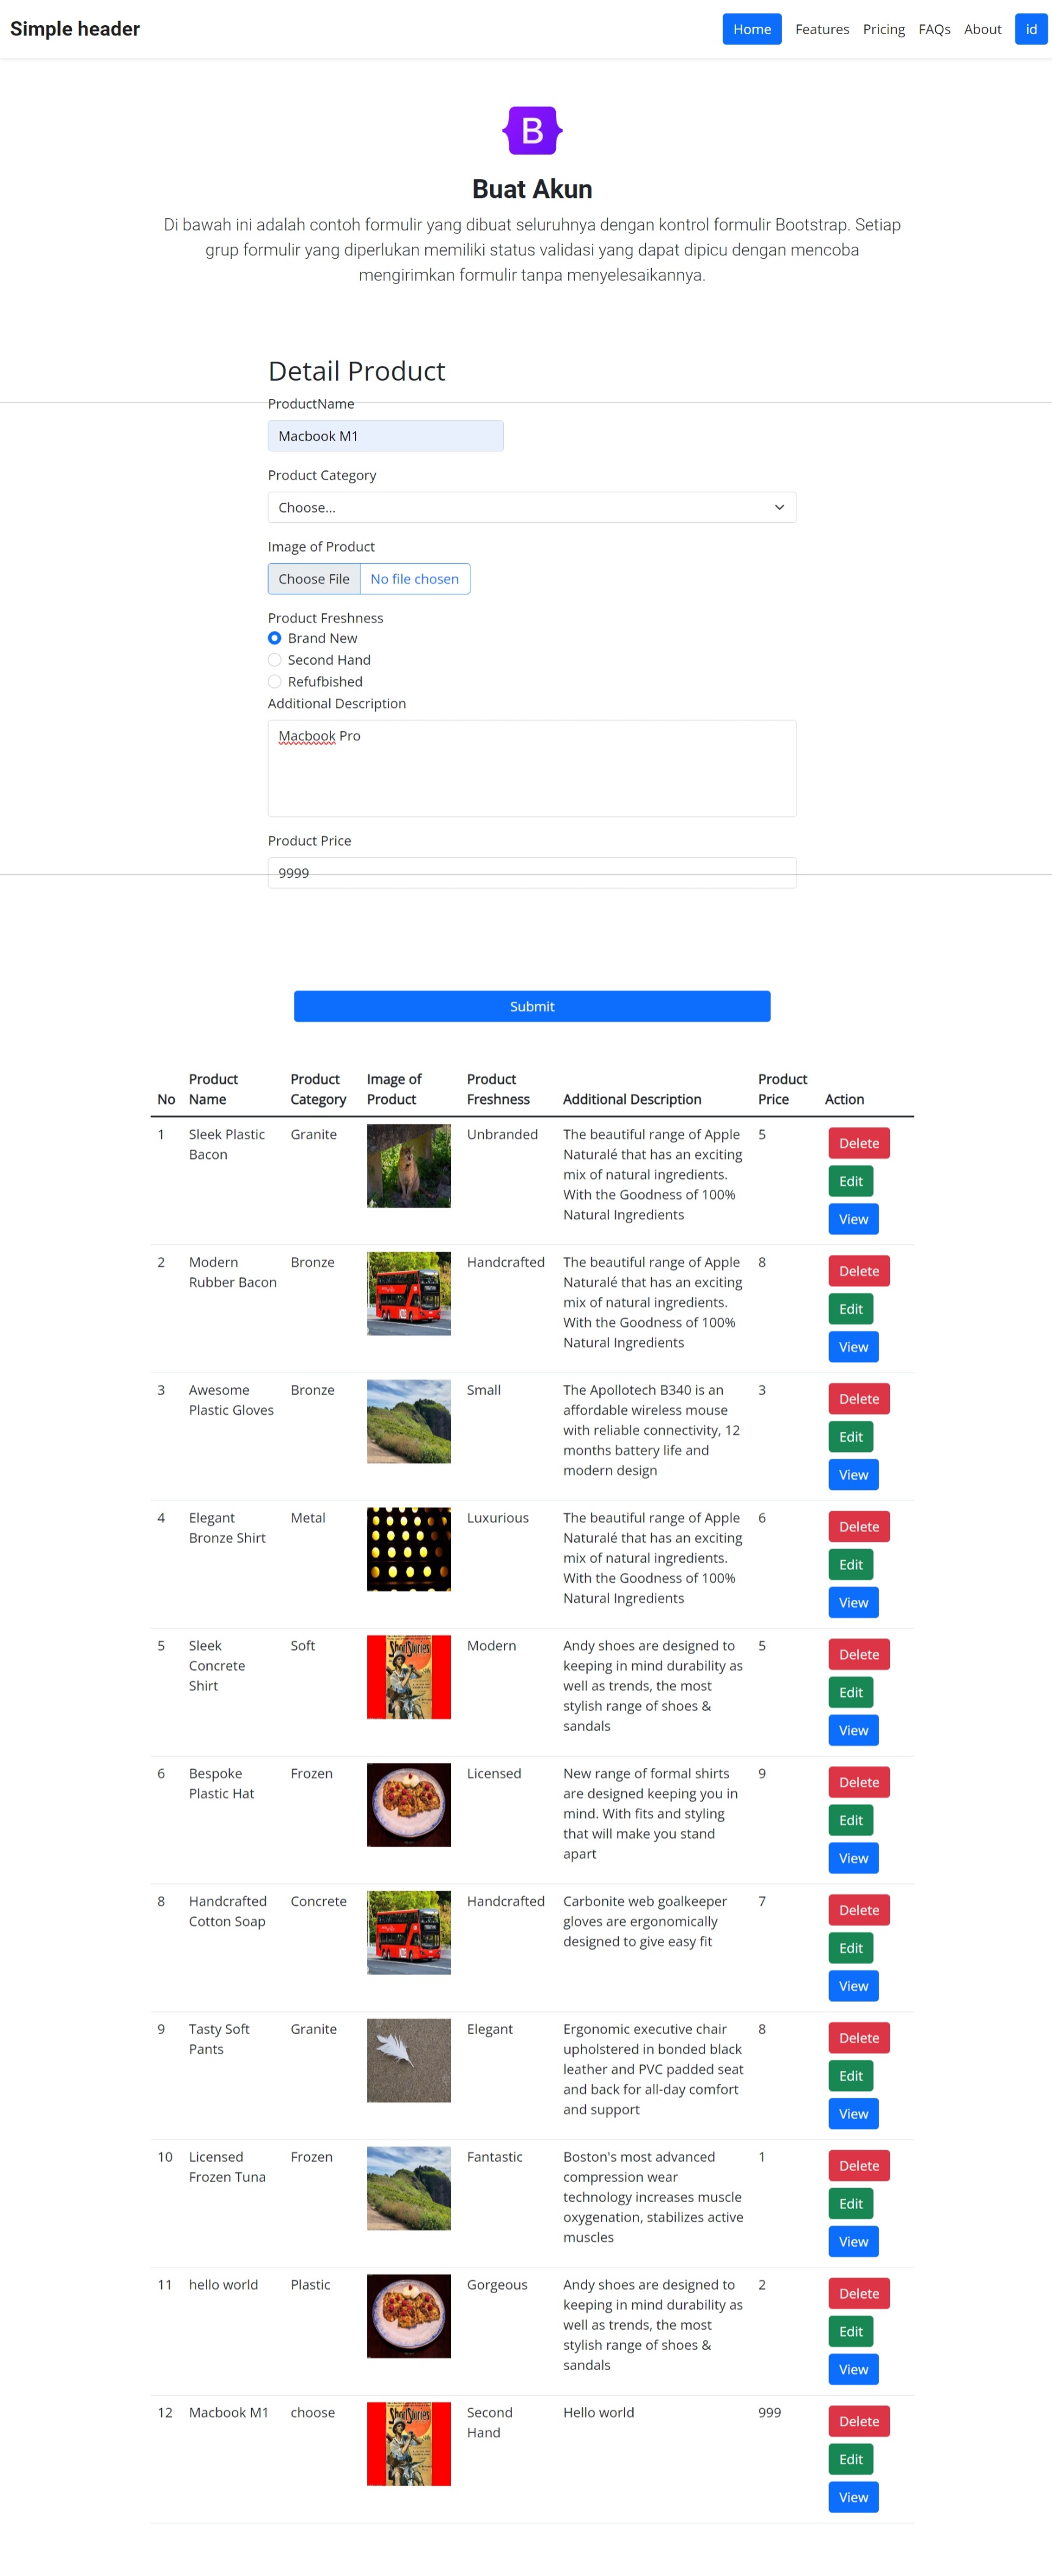 Simple header
Home Features Pricing FAQs About id
B
Buat Akun
Di bawah ini adalah contoh formulir yang dibuat seluruhnya dengan kontrol formulir Bootstrap. Setiap
grup formulir yang diperlukan memiliki status validasi yang dapat dipicu dengan mencoba
mengirimkan formulir tanpa menyelesaikannya.
Detail Product
ProductName
Macbook M1
Product Category
Choose...
Image of Product
Choose File No file chosen
Product Freshness
Brand New
Second Hand
Refufbished
Additional Description
Macbook Pro
Product Price
9999
Submit
No Product Name Product Category Image of Product Product Freshness Additional Description Product Price Action
1 Sleek Plastic Granite Unbranded The beautiful range of Apple 5 Delete
Bacon Naturalé that has an exciting
mix of natural ingredients. Edit
With the Goodness of 100%
Natural Ingredients View
2 Modern Bronze Handcrafted The beautiful range of Apple 8 Delete
Rubber Bacon Naturalé that has an exciting
mix of natural ingredients. Edit
With the Goodness of 100%
Natural Ingredients View
3 Awesome Bronze Small The Apollotech B340 is an 3 Delete
Plastic Gloves affordable wireless mouse
with reliable connectivity, 12 Edit
months battery life and
modern design View
4 Elegant Metal Luxurious The beautiful range of Apple 6 Delete
Bronze Shirt Naturalé that has an exciting
mix of natural ingredients. Edit
With the Goodness of 100%
Natural Ingredients View
5 Sleek Soft Short Stories Modern Andy shoes are designed to 5 Delete
Concrete keeping in mind durability as
Shirt well as trends, the most Edit
stylish range of shoes &
sandals View
6 Bespoke Frozen Licensed New range of formal shirts 9 Delete
Plastic Hat are designed keeping you in
mind. With fits and styling Edit
that will make you stand
apart View
8 Handcrafted Concrete Handcrafted Carbonite web goalkeeper 7 Delete
Cotton Soap gloves are ergonomically
designed to give easy fit Edit
View
9 Tasty Soft Granite Elegant Ergonomic executive chair 8 Delete
Pants upholstered in bonded black
leather and PVC padded seat Edit
and back for all-day comfort
and support View
10 Licensed Frozen Fantastic Boston's most advanced 1 Delete
Frozen Tuna compression wear
technology increases muscle Edit
oxygenation, stabilizes active
muscles View
11 hello world Plastic Gorgeous Andy shoes are designed to 2 Delete
keeping in mind durability as
well as trends, the most Edit
stylish range of shoes &
sandals View
12 Macbook M1 choose Short Stories Second Hello world 999 Delete
Hand
Edit
View